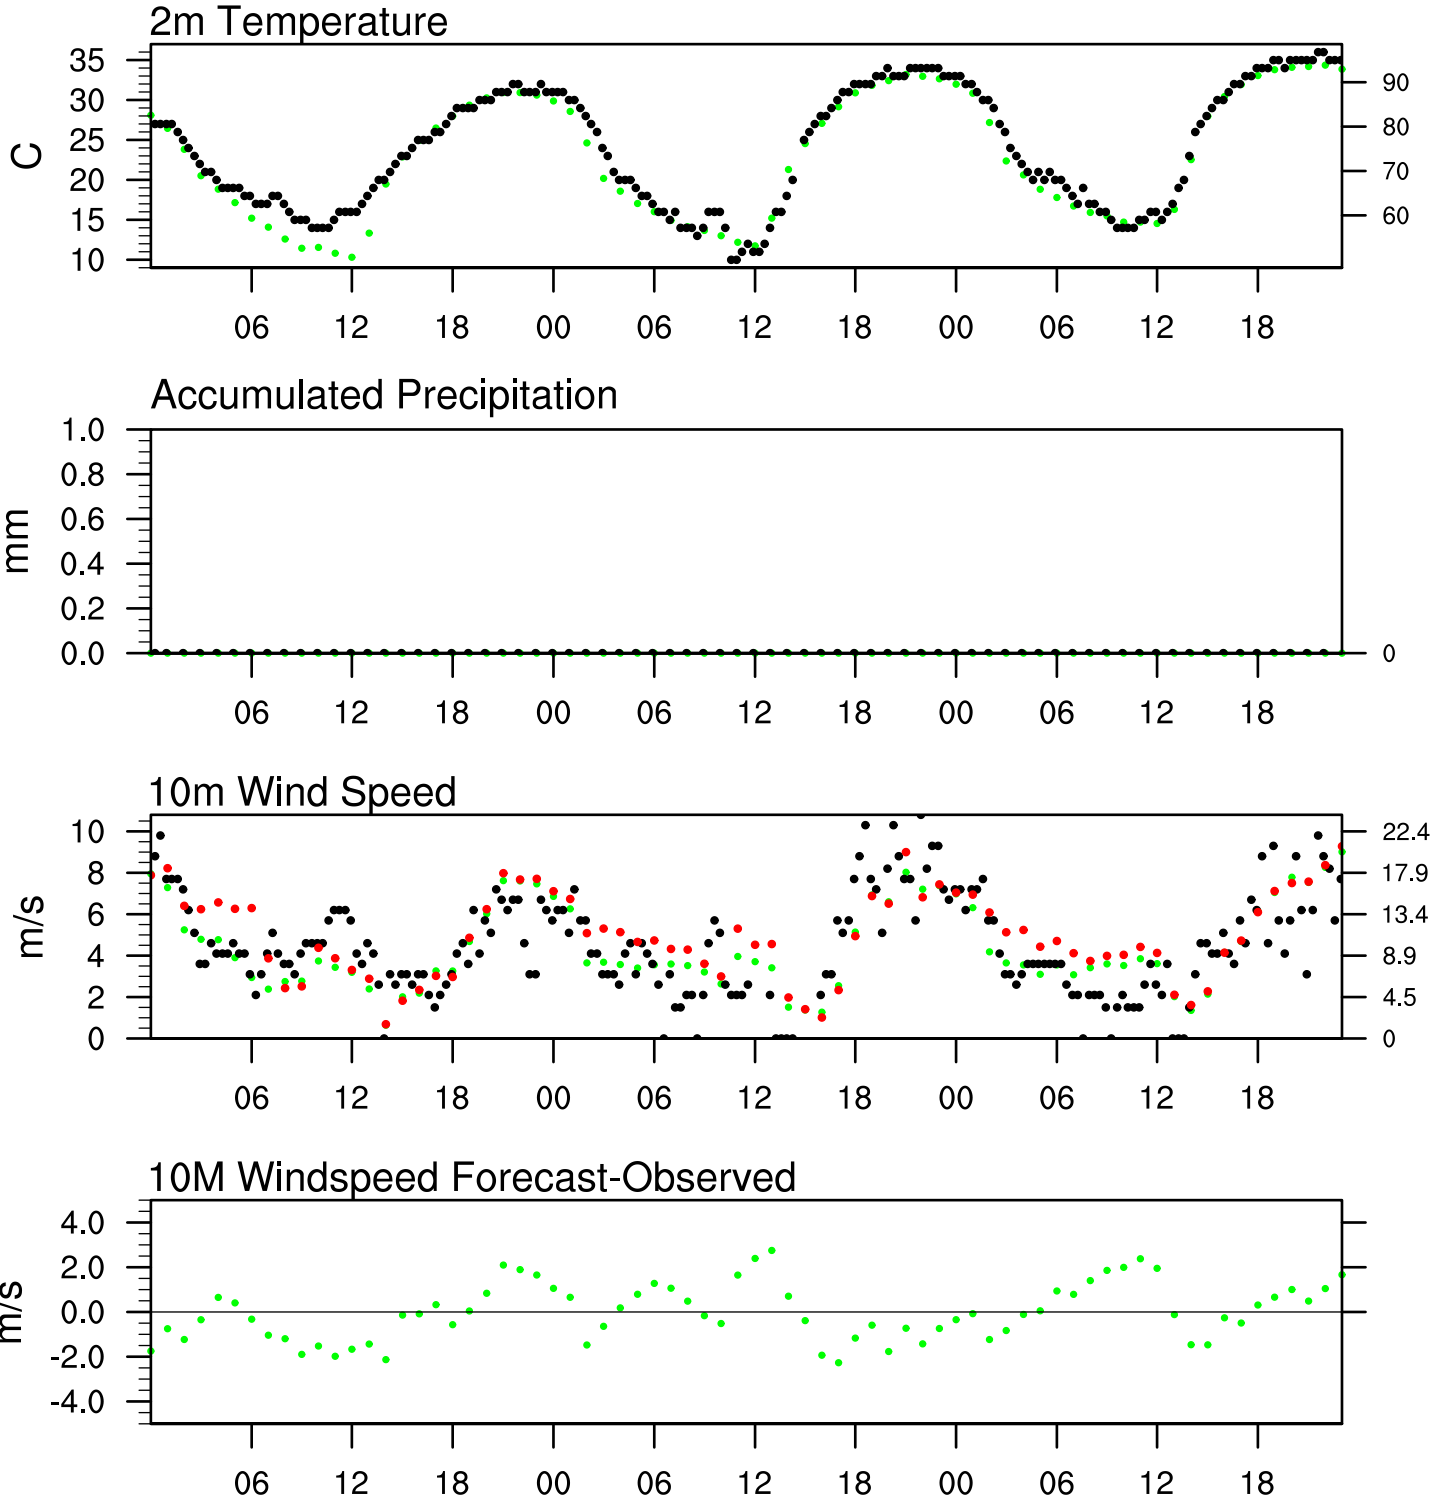 2m Temperature
35
30
25
20
15
10
C
90
80
70
60
06 12 18 00 06 12 18 00 06 12 18
Accumulated Precipitation
1.0
0.8
0.6
0.4
0.2
0.0
mm
0
06 12 18 00 06 12 18 00 06 12 18
10m Wind Speed
10
8
6
4
2
0
m/s
22.4
17.9
13.4
8.9
4.5
0
06 12 18 00 06 12 18 00 06 12 18
10M Windspeed Forecast-Observed
4.0
2.0
0.0
-2.0
-4.0
m/s
06 12 18 00 06 12 18 00 06 12 18